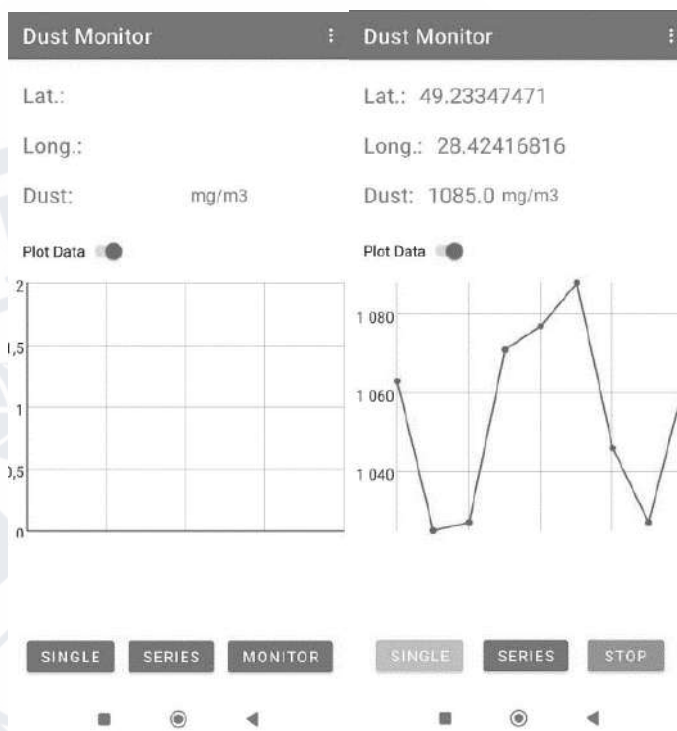 Dust Monitor
Lat.:
Long.:
Dust: mg/m3
Plot Data
2
1,5
1
0,5
0
SINGLE SERIES MONITOR
Dust Monitor
Lat.: 49.23347471
Long.: 28.42416816
Dust: 1085.0 mg/m3
Plot Data
1 080
1 060
1 040
SINGLE SERIES STOP